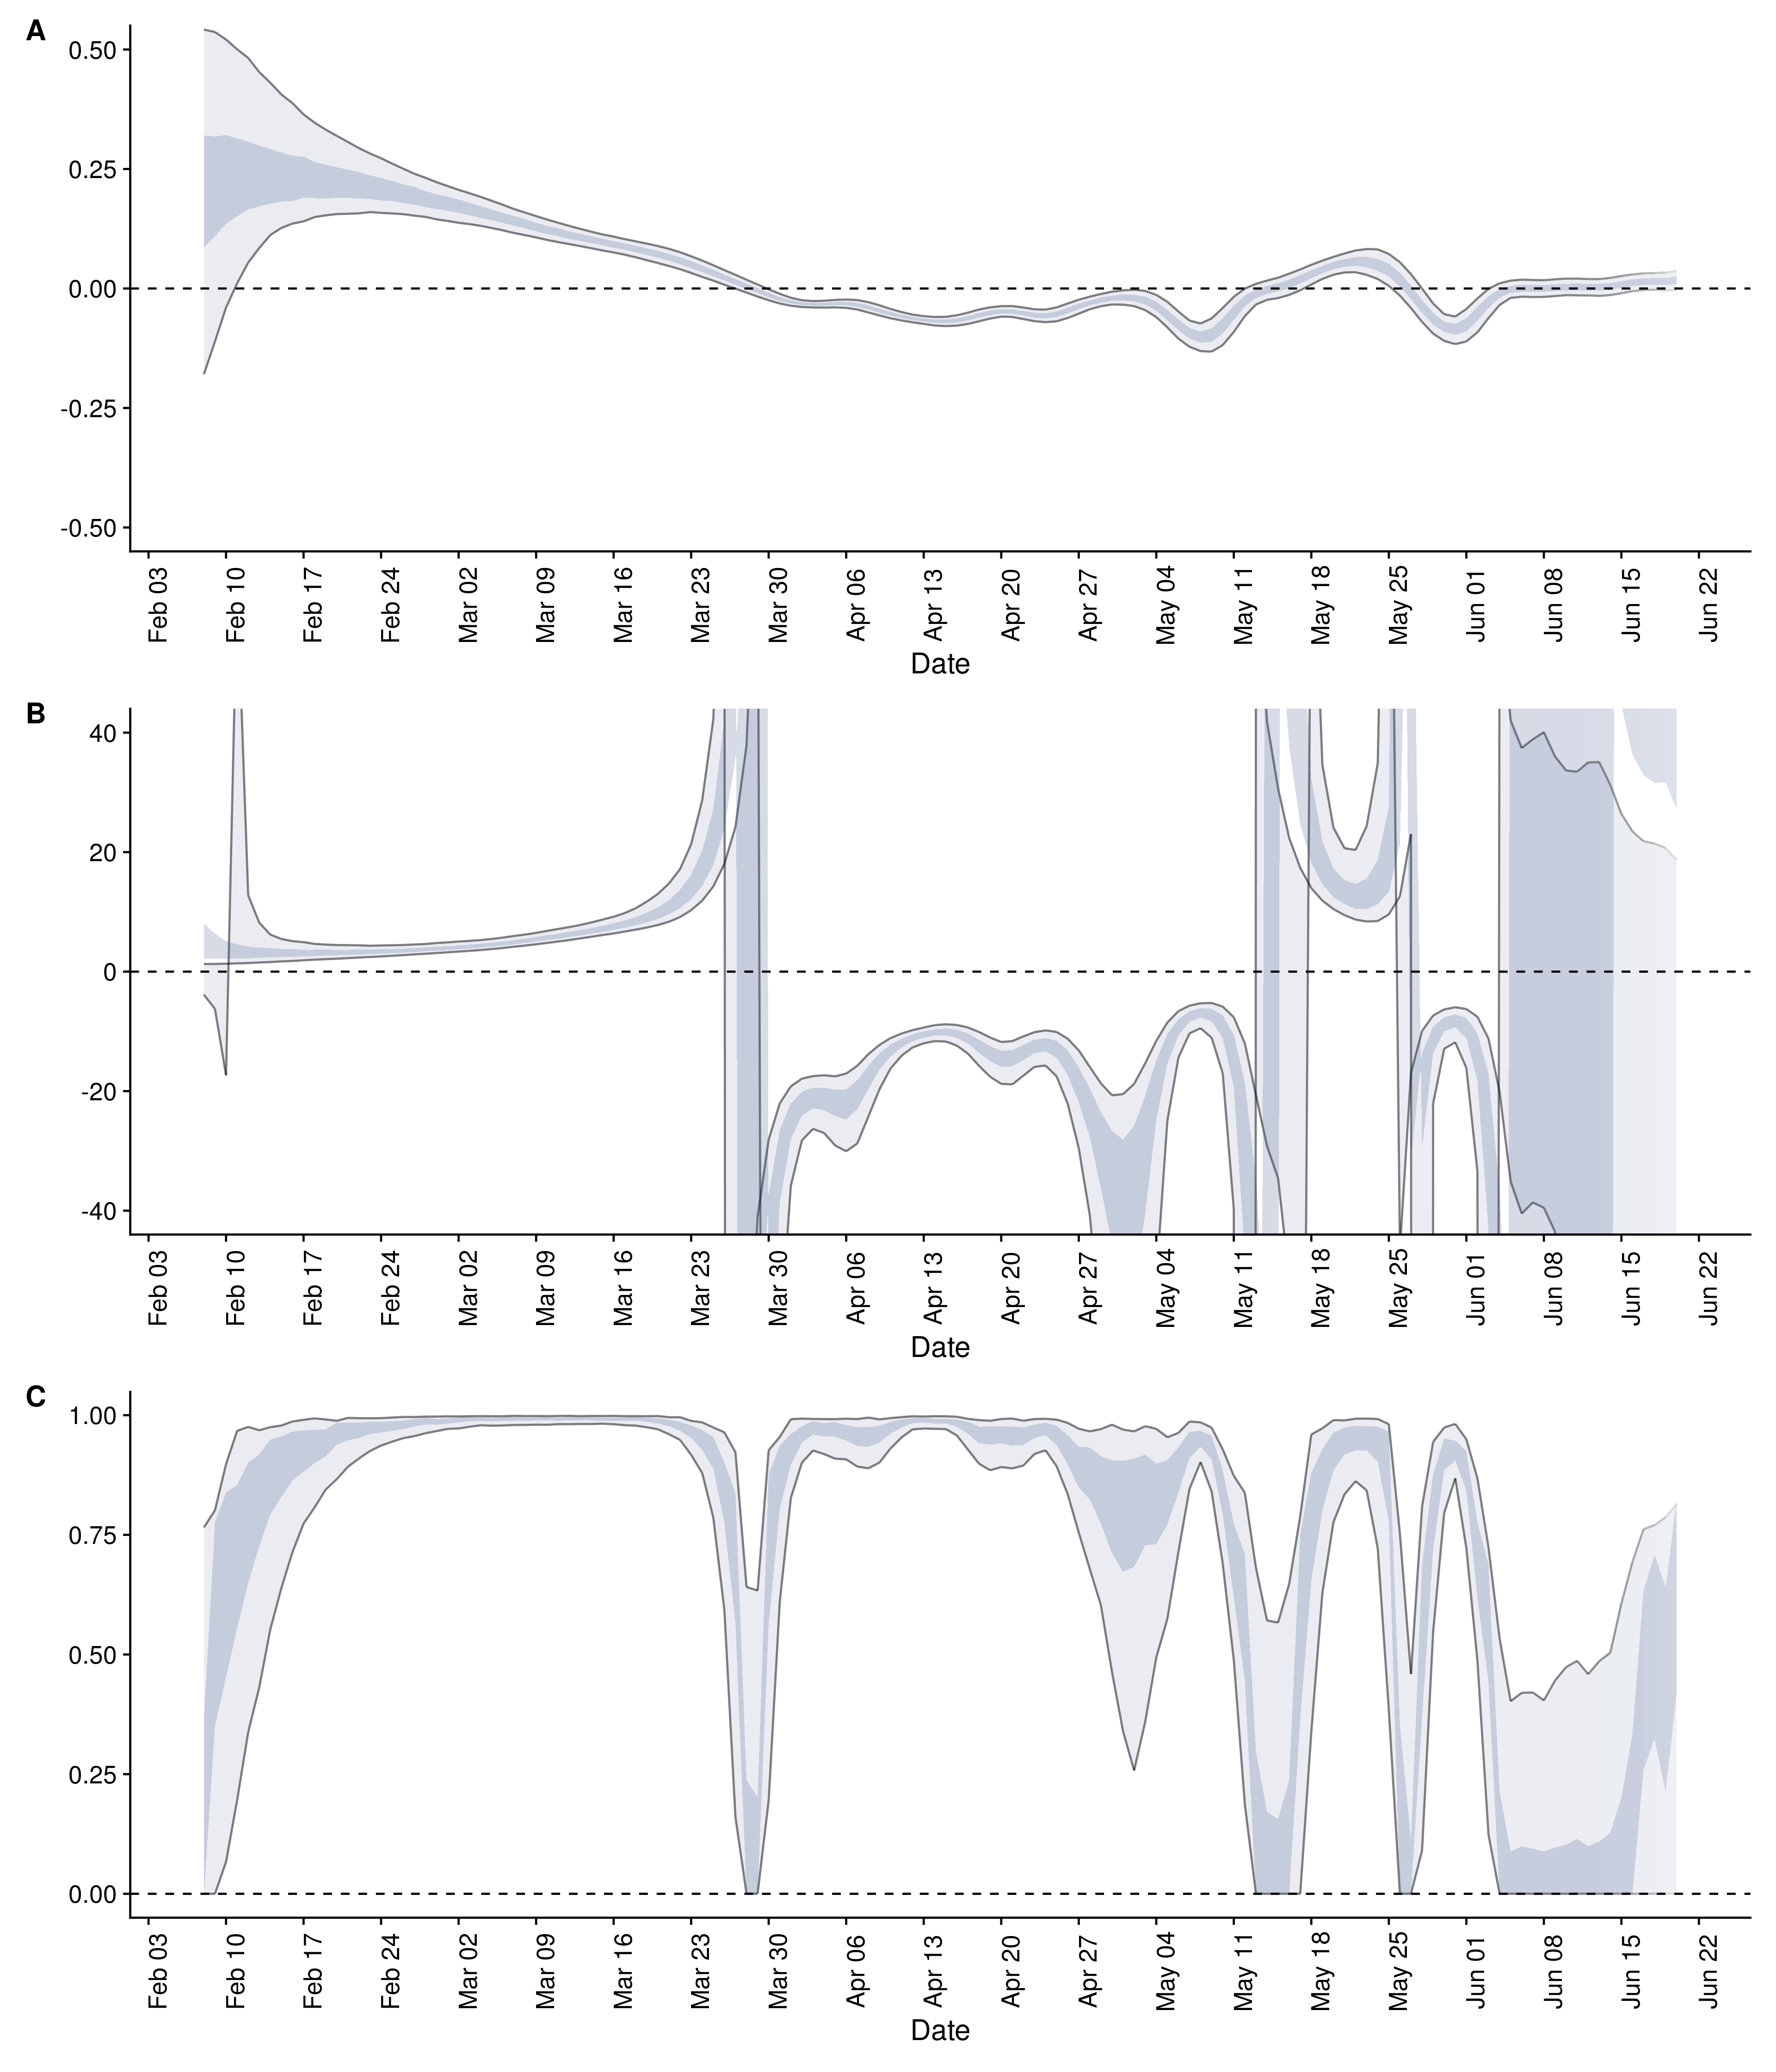 A
0.50
0.25
0.00
-0.25
-0.50
Feb 03
Feb 10
Feb 17
Feb 24
Mar 02
Mar 09
Mar 16
Mar 23
Mar 30
Apr 06
Apr 13
Apr 20
Apr 27
May 04
May 11
May 18
May 25
Jun 01
Jun 08
Jun 15
Jun 22
Date
B
40
20
0
-20
-40
Feb 03
Feb 10
Feb 17
Feb 24
Mar 02
Mar 09
Mar 16
Mar 23
Mar 30
Apr 06
Apr 13
Apr 20
Apr 27
May 04
May 11
May 18
May 25
Jun 01
Jun 08
Jun 15
Jun 22
Date
C
1.00
0.75
0.50
0.25
0.00
Feb 03
Feb 10
Feb 17
Feb 24
Mar 02
Mar 09
Mar 16
Mar 23
Mar 30
Apr 06
Apr 13
Apr 20
Apr 27
May 04
May 11
May 18
May 25
Jun 01
Jun 08
Jun 15
Jun 22
Date